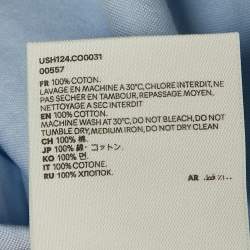 USH124.CO0031
00557
FR 100% COTON.
LAVAGE EN MACHINE A 30°C, CHLORE INTERDIT, NE
PAS SECHER EN TAMBOUR, REPASSAGE MOYEN,
NETTOYAGE A SEC INTERDIT
EN 100% COTTON.
MACHINE WASH AT 30°C, DO NOT BLEACH, DO NOT
TUMBLE DRY, MEDIUM IRON, DO NOT DRY CLEAN
CH 100% 棉.
JP 100% 綿・コットン.
KO 100% 면.
IT 100% COTONE.
RU 100% ХЛОПОК.
AR